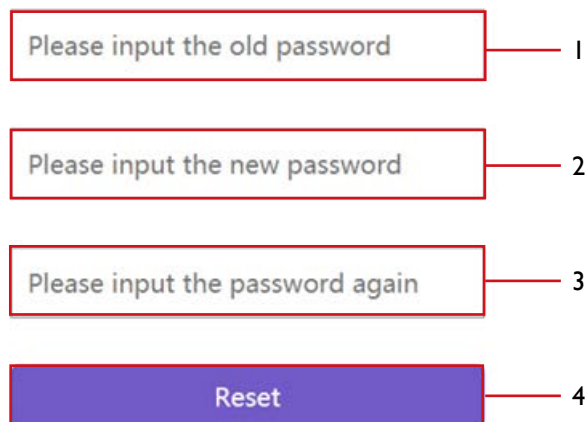 Please input the old password 1
Please input the new password 2
Please input the password again 3
Reset 4